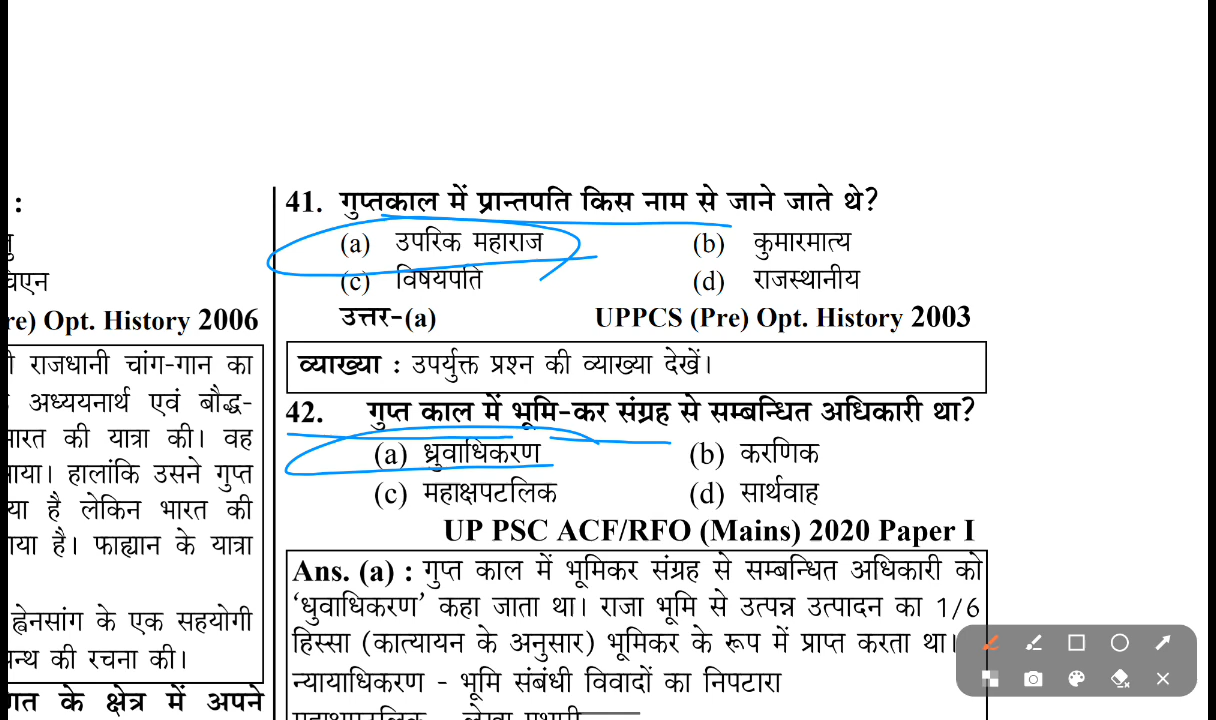 :
चिएन
re) Opt. History 2006
राजधानी चांग-गान का
अध्ययनार्थ एवं बौद्ध-
भारत की यात्रा की। वह
हालांकि उसने गुप्त
है लेकिन भारत की
गया है। फाह्यान के यात्रा
ह्वेनसांग के एक सहयोगी
की रचना की।
के क्षेत्र में अपने
41. गुप्तकाल में प्रान्तपति किस नाम से जाने जाते थे?
(a) उपरिक महाराज (b) कुमारमात्य
(c) विषयपति (d) राजस्थानीय
उत्तर-(a) UPPCS (Pre) Opt. History 2003
व्याख्या : उपर्युक्त प्रश्न की व्याख्या देखें।
42. गुप्त काल में भूमि-कर संग्रह से सम्बन्धित अधिकारी था?
(a) ध्रुवाधिकरण (b) करणिक
(c) महाक्षपटलिक (d) सार्थवाह
UP PSC ACF/RFO (Mains) 2020 Paper I
Ans. (a) : गुप्त काल में भूमिकर संग्रह से सम्बन्धित अधिकारी को
‘धुवाधिकरण’ कहा जाता था। राजा भूमि से उत्पन्न उत्पादन का 1/6
हिस्सा (कात्यायन के अनुसार) भूमिकर के रूप में प्राप्त करता था।
न्यायाधिकरण - भूमि संबंधी विवादों का निपटारा